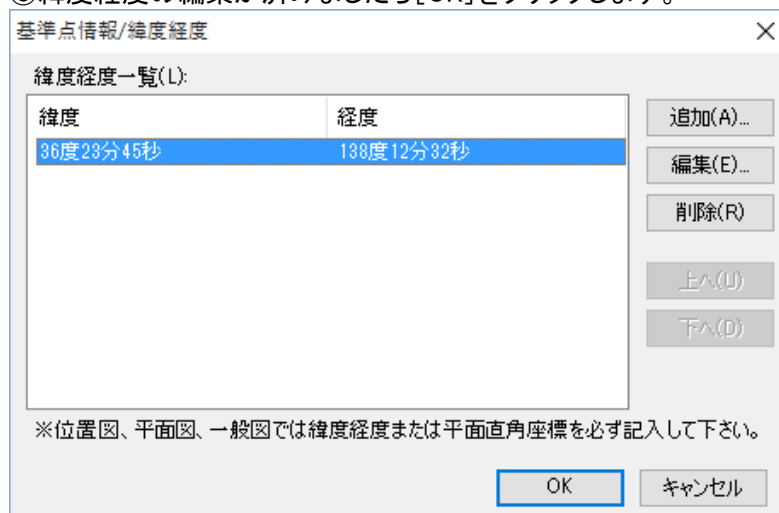 基準点情報/緯度経度
緯度経度一覧(L):
緯度 経度
36度23分45秒 138度12分32秒
追加(A)...
編集(E)...
削除(R)
上へ(U)
下へ(D)
※位置図、平面図、一般図では緯度経度または平面直角座標を必ず記入して下さい。
OK キャンセル